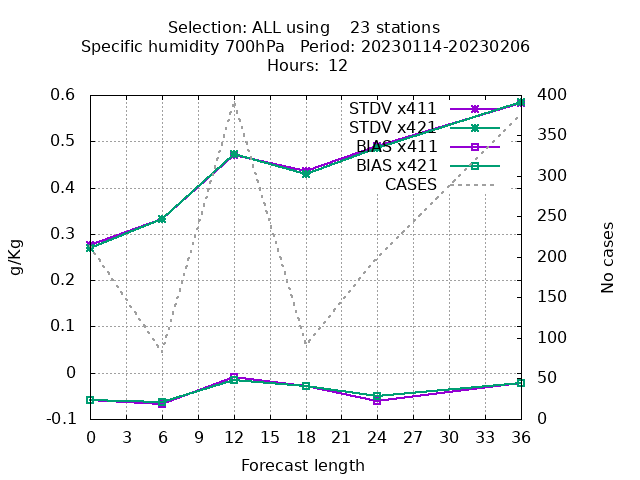 Selection: ALL using    23 stations
Specific humidity 700hPa   Period: 20230114-20230206
Hours: 12
STDV x411
STDV x421
BIAS x411
BIAS x421
CASES
g/Kg
0.6
0.5
0.4
0.3
0.2
0.1
0
-0.1
No cases
400
350
300
250
200
150
100
50
0
0 3 6 9 12 15 18 21 24 27 30 33 36
Forecast length